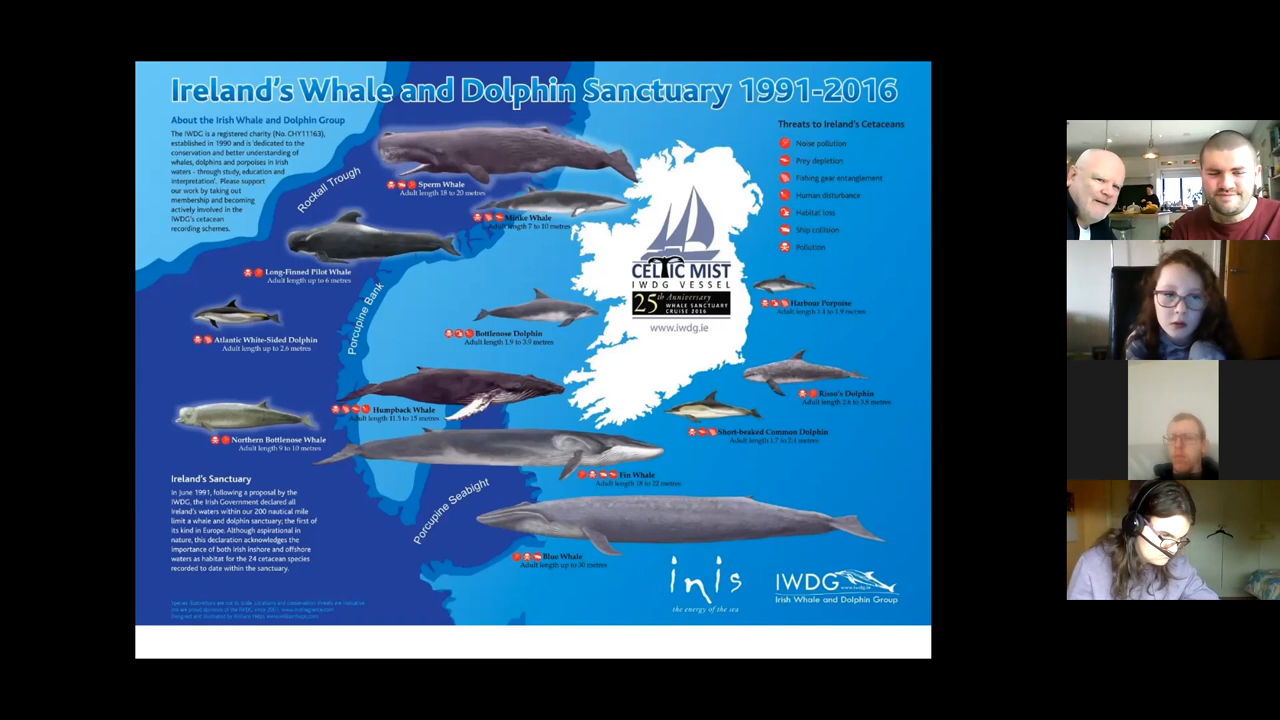 Ireland's Whale and Dolphin Sanctuary 1991-2016
About the Irish Whale and Dolphin Group
The IWDG is a registered charity (No. CHY11163),
established in 1990 and is 'dedicated to the
conservation and better understanding of
whales, dolphins and porpoises in Irish
waters - through study, education and
interpretation'. Please support
our work by taking out
membership and becoming
actively involved in the
IWDG's cetacean
recording schemes.
Threats to Ireland's Cetaceans
Noise pollution
Prey depletion
Fishing gear entanglement
Human disturbance
Habitat loss
Ship collision
Pollution
Rockall Trough
Sperm Whale
Adult length 18 to 20 metres
Minke Whale
Adult length 7 to 10 metres
Long-Finned Pilot Whale
Adult length up to 6 metres
CELTIC MIST
IWDG VESSEL
25th Anniversary
WHALE SANCTUARY
CRUISE 2016
www.iwdg.ie
Harbour Porpoise
Adult length 1.4 to 1.9 metres
Porcupine Bank
Atlantic White-Sided Dolphin
Adult length up to 2.6 metres
Bottlenose Dolphin
Adult length 1.9 to 3.9 metres
Risso's Dolphin
Adult length 2.6 to 3.8 metres
Humpback Whale
Adult length 11.5 to 15 metres
Short-beaked Common Dolphin
Adult length 1.7 to 2.4 metres
Northern Bottlenose Whale
Adult length 9 to 10 metres
Fin Whale
Adult length 18 to 22 metres
Ireland's Sanctuary
In June 1991, following a proposal by the
IWDG, the Irish Government declared all
Ireland's waters within our 200 nautical mile
limit a whale and dolphin sanctuary; the first of
its kind in Europe. Although aspirational in
nature, this declaration acknowledges the
importance of both Irish inshore and offshore
waters as habitat for the 24 cetacean species
recorded to date within the sanctuary.
Porcupine Seabight
Blue Whale
Adult length up to 30 metres
inis
the energy of the sea
IWDG
www.iwdg.ie
Irish Whale and Dolphin Group